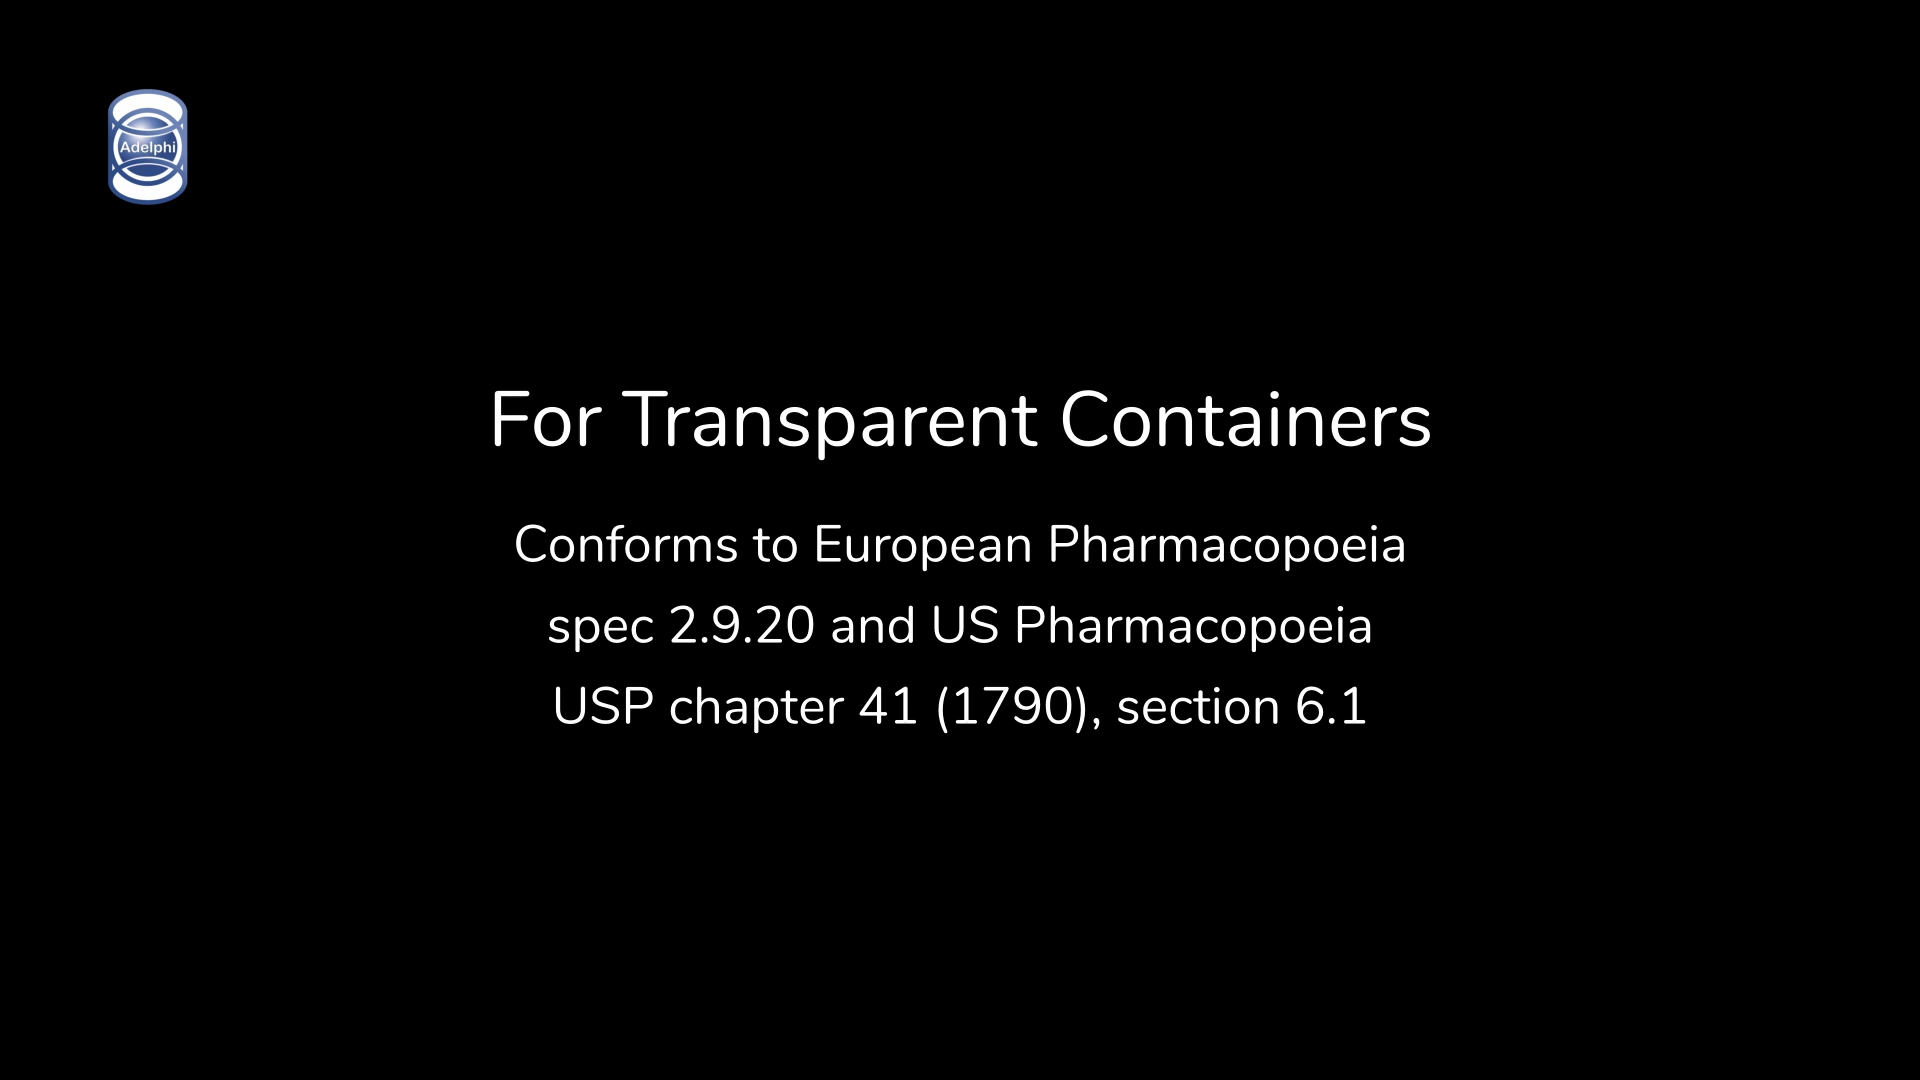 Adelphi
For Transparent Containers
Conforms to European Pharmacopoeia
spec 2.9.20 and US Pharmacopoeia
USP chapter 41 (1790), section 6.1